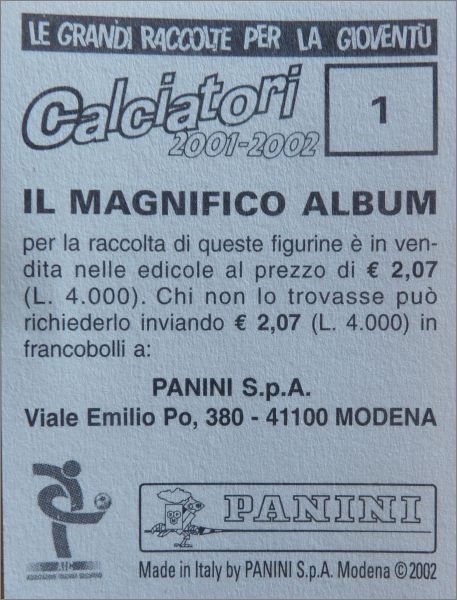 LE GRANDI RACCOLTE PER LA GIOVENTÙ
Calciatori
2001-2002
1
IL MAGNIFICO ALBUM
per la raccolta di queste figurine è in ven-
dita nelle edicole al prezzo di € 2,07
(L. 4.000). Chi non lo trovasse può
richiederlo inviando € 2,07 (L. 4.000) in
francobolli a:
PANINI S.p.A.
Viale Emilio Po, 380 - 41100 MODENA
PANINI
Made in Italy by PANINI S.p.A. Modena © 2002